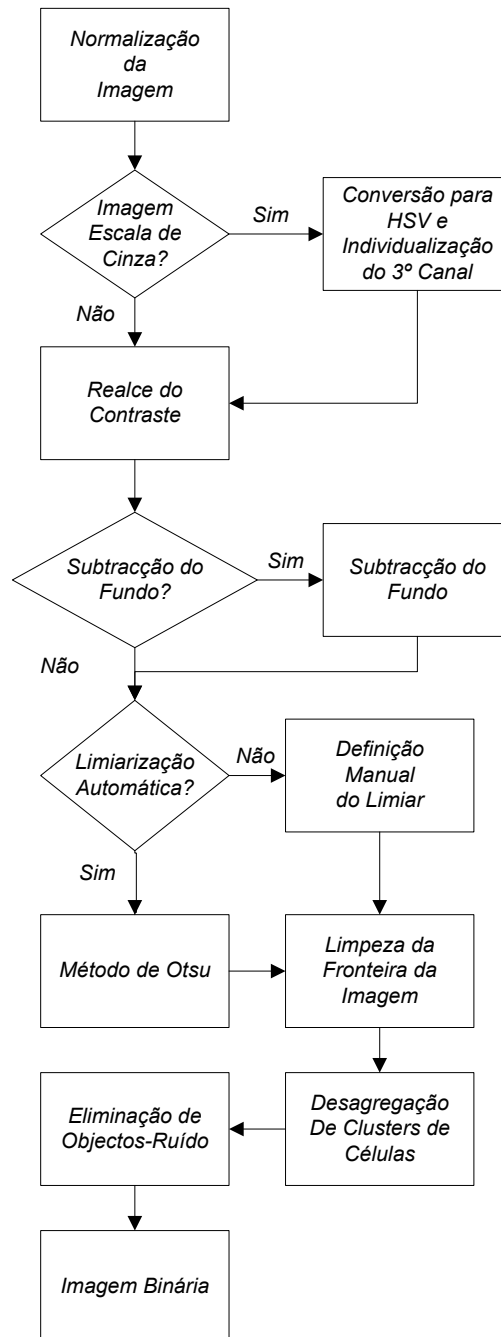 Normalização
da
Imagem
Imagem
Escala de
Cinza?
Sim
Conversão para
HSV e
Individualização
do 3º Canal
Não
Realce do
Contraste
Subtracção do
Fundo?
Sim
Subtracção do
Fundo
Não
Limiarização
Automática?
Não
Definição
Manual
do Limiar
Sim
Método de Otsu
Limpeza da
Fronteira da
Imagem
Eliminação de
Objectos-Ruído
Desagregação
De Clusters de
Células
Imagem Binária